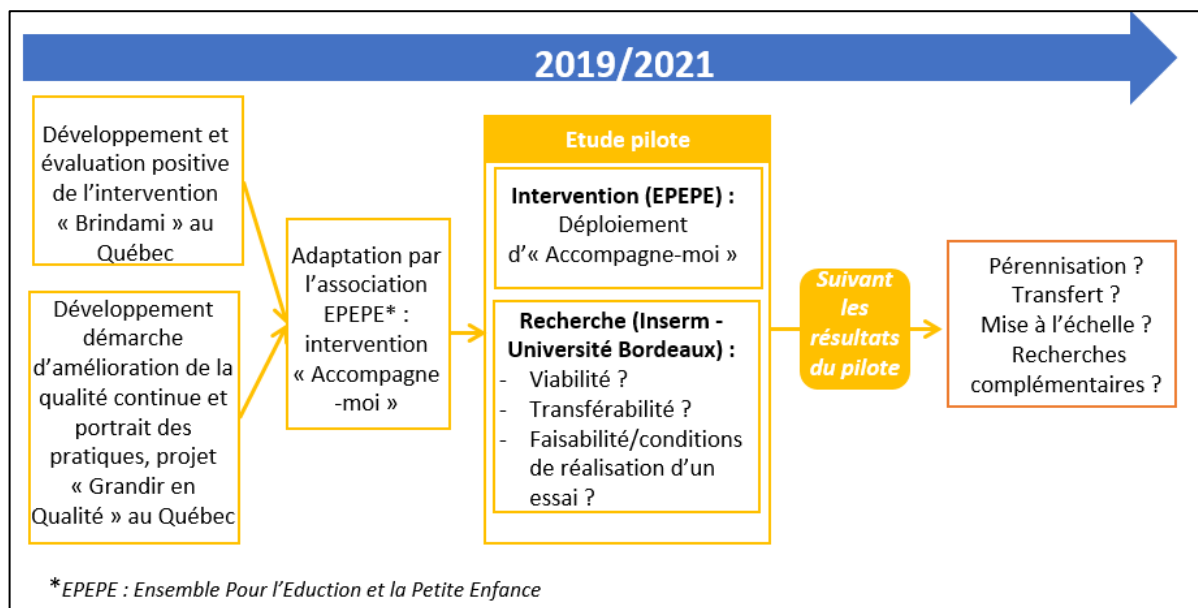 2019/2021
Développement et
évaluation positive
de l'intervention
« Brindami » au
Québec
Développement
démarche
d'amélioration de la
qualité continue et
portrait des
pratiques, projet
« Grandir en
Qualité » au Québec
Adaptation par
l'association
EPEPE* :
intervention
« Accompagne
-moi »
Etude pilote
Intervention (EPEPE) :
Déploiement
d'« Accompagne-moi »
Recherche (Inserm -
Université Bordeaux) :
- Viabilité ?
- Transférabilité ?
- Faisabilité/conditions
de réalisation d'un
essai ?
Suivant
les
résultats
du pilote
Pérennisation ?
Transfert ?
Mise à l'échelle ?
Recherches
complémentaires ?
*EPEPE : Ensemble Pour l'Eduction et la Petite Enfance